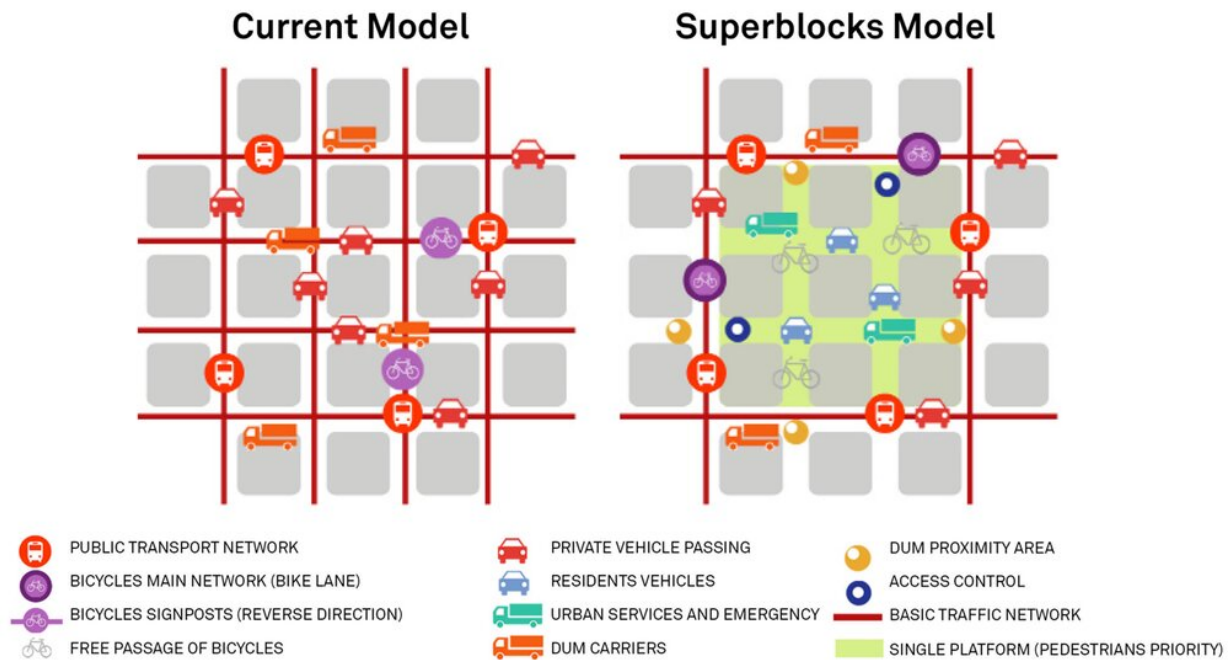 Current Model
Superblocks Model
PUBLIC TRANSPORT NETWORK
BICYCLES MAIN NETWORK (BIKE LANE)
BICYCLES SIGNPOSTS (REVERSE DIRECTION)
FREE PASSAGE OF BICYCLES
PRIVATE VEHICLE PASSING
RESIDENTS VEHICLES
URBAN SERVICES AND EMERGENCY
DUM CARRIERS
DUM PROXIMITY AREA
ACCESS CONTROL
BASIC TRAFFIC NETWORK
SINGLE PLATFORM (PEDESTRIANS PRIORITY)